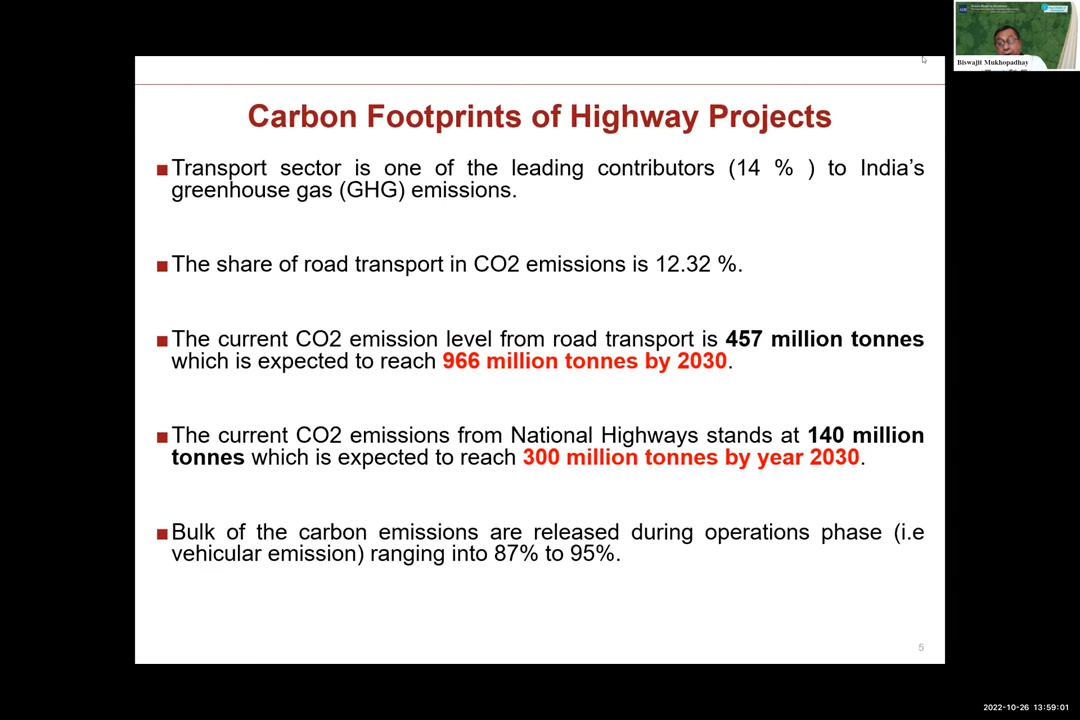 Biswajit Mukhopadhay
Carbon Footprints of Highway Projects
■Transport sector is one of the leading contributors (14 % ) to India’s
greenhouse gas (GHG) emissions.
■The share of road transport in CO2 emissions is 12.32 %.
■The current CO2 emission level from road transport is 457 million tonnes
which is expected to reach 966 million tonnes by 2030.
■The current CO2 emissions from National Highways stands at 140 million
tonnes which is expected to reach 300 million tonnes by year 2030.
■Bulk of the carbon emissions are released during operations phase (i.e
vehicular emission) ranging into 87% to 95%.
5
2022-10-26 13:59:01